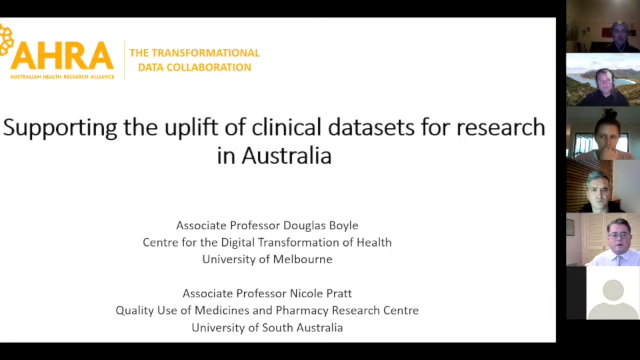 AHRA
AUSTRALIAN HEALTH RESEARCH ALLIANCE
THE TRANSFORMATIONAL
DATA COLLABORATION
Supporting the uplift of clinical datasets for research
in Australia
Associate Professor Douglas Boyle
Centre for the Digital Transformation of Health
University of Melbourne
Associate Professor Nicole Pratt
Quality Use of Medicines and Pharmacy Research Centre
University of South Australia